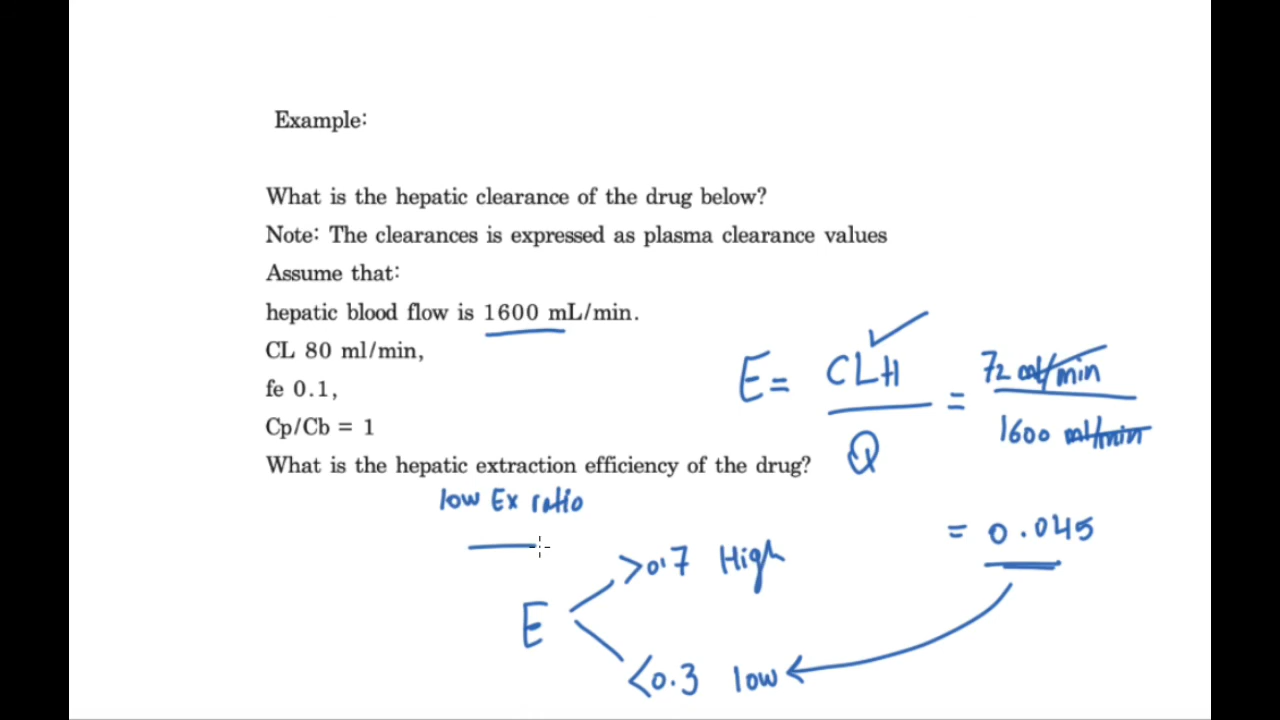 Example:
What is the hepatic clearance of the drug below?
Note: The clearances is expressed as plasma clearance values
Assume that:
hepatic blood flow is 1600 mL/min.
CL 80 ml/min,
fe 0.1,
Cp/Cb = 1
What is the hepatic extraction efficiency of the drug?
E = CLH / Q = 72 ml/min / 1600 ml/min
= 0.045
low Ex ratio
E
>0.7 High
<0.3 low